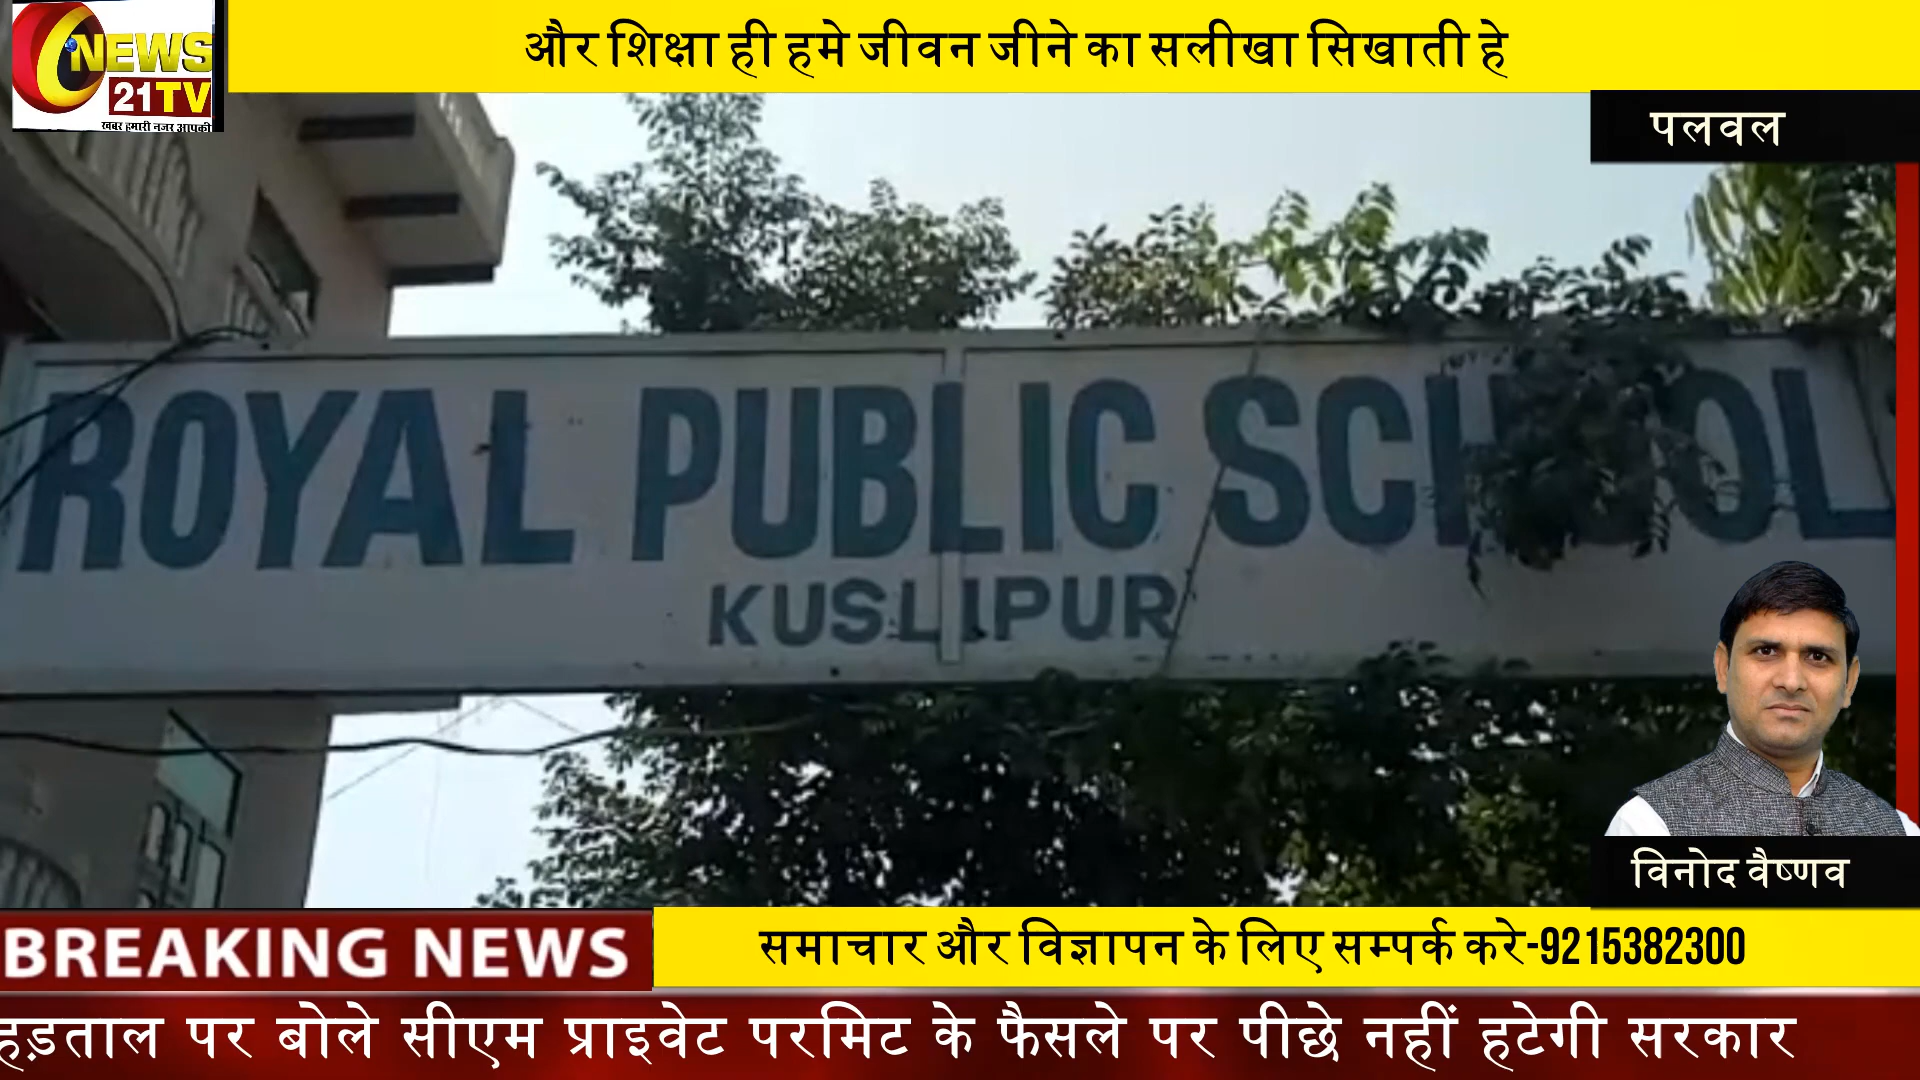 NEWS
21TV
खबर हमारी नजर आपकी
और शिक्षा ही हमे जीवन जीने का सलीखा सिखाती हे
पलवल
ROYAL PUBLIC SCHOOL
KUSLIPUR
विनोद वैष्णव
BREAKING NEWS
समाचार और विज्ञापन के लिए सम्पर्क करे-9215382300
हड़ताल पर बोले सीएम प्राइवेट परमिट के फैसले पर पीछे नहीं हटेगी सरकार